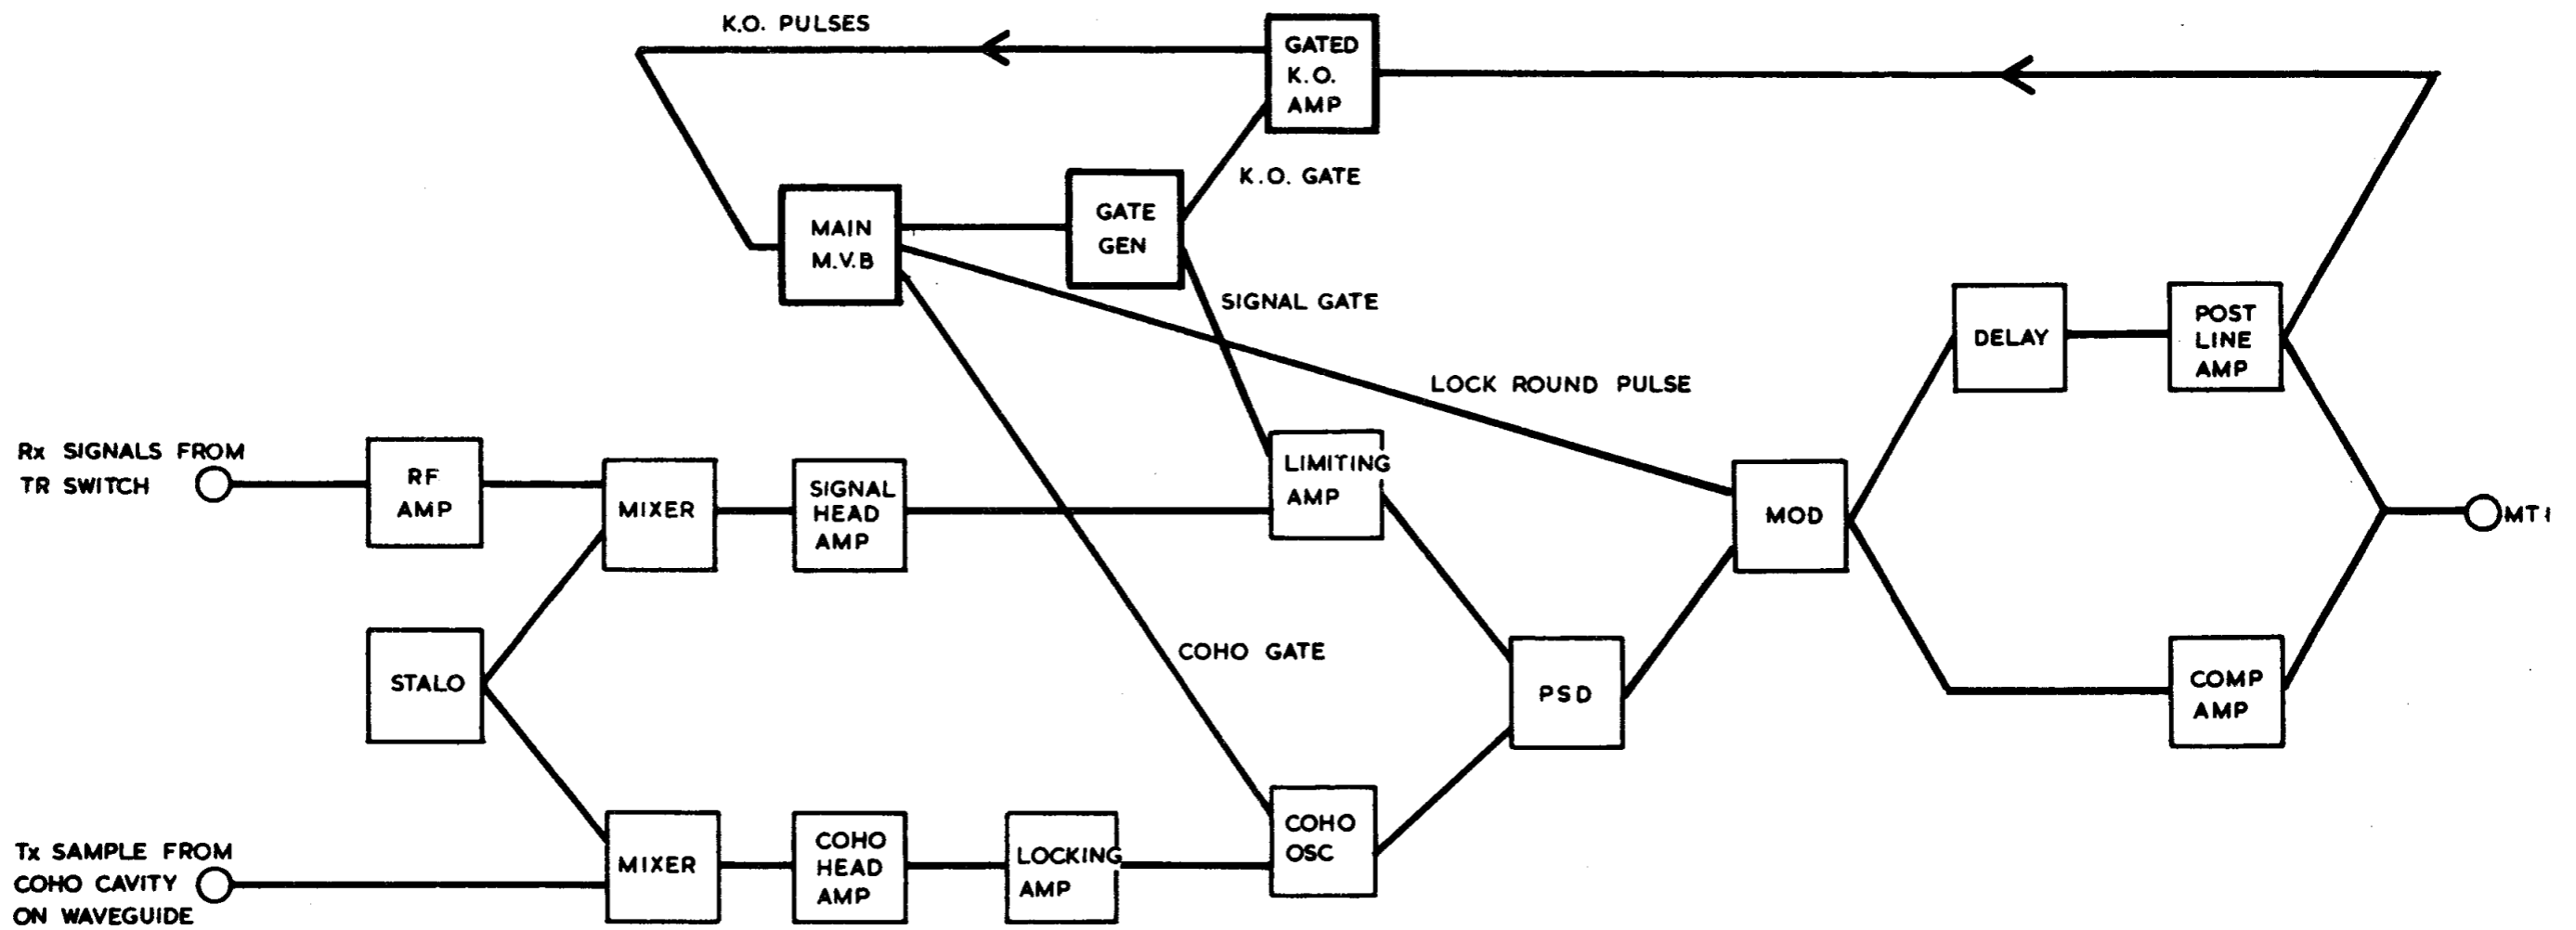 K.O. PULSES
GATED
K.O.
AMP
K.O. GATE
MAIN
M.V.B
GATE
GEN
SIGNAL GATE
LOCK ROUND PULSE
DELAY
POST
LINE
AMP
Rx SIGNALS FROM
TR SWITCH
RF
AMP
MIXER
SIGNAL
HEAD
AMP
LIMITING
AMP
MOD
MTI
STALO
COHO GATE
PSD
COMP
AMP
Tx SAMPLE FROM
COHO CAVITY
ON WAVEGUIDE
MIXER
COHO
HEAD
AMP
LOCKING
AMP
COHO
OSC